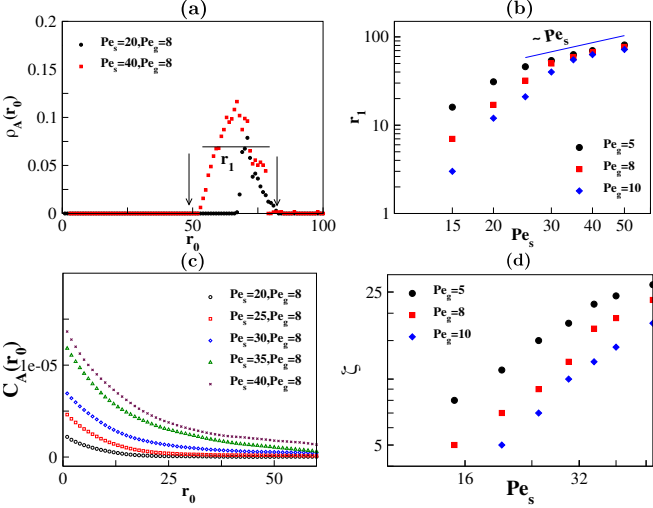 (a)
0.2
0.15
0.1
0.05
0
ρA(r0)
Pes=20,Peg=8
Pes=40,Peg=8
r1
0 25 50 75 100
r0
(b)
100
10
1
r1
~ Pes
Peg=5
Peg=8
Peg=10
15 20 30 40 50
Pes
(c)
CA(r0)
1e-05
0
Pes=20,Peg=8
Pes=25,Peg=8
Pes=30,Peg=8
Pes=35,Peg=8
Pes=40,Peg=8
0 25 50
r0
(d)
25
5
ζ
Peg=5
Peg=8
Peg=10
16 32
Pes